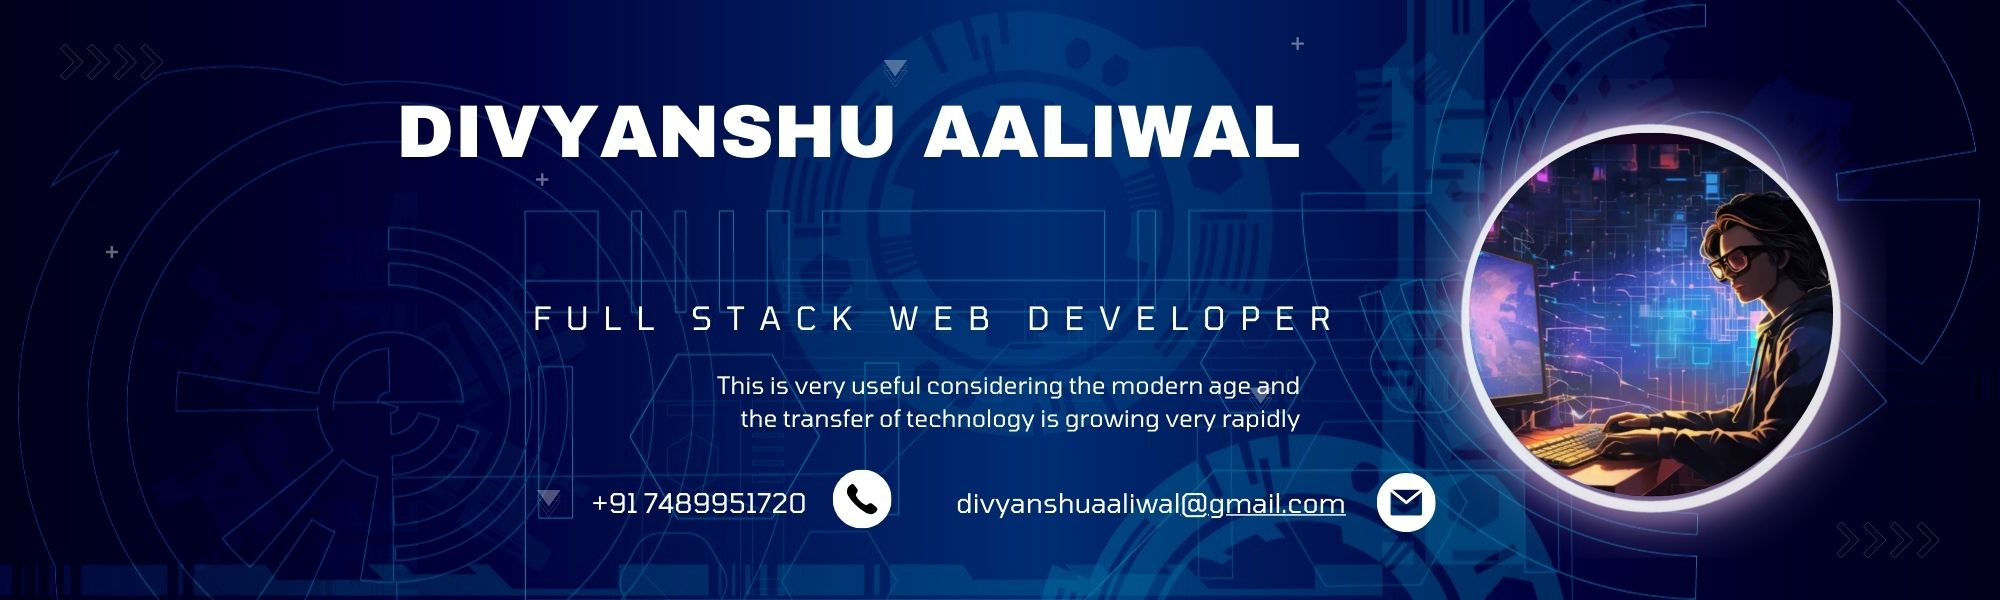 DIVYANSHU AALIWAL
FULL STACK WEB DEVELOPER
This is very useful considering the modern age and
the transfer of technology is growing very rapidly
+91 7489951720
divyanshuaaliwal@gmail.com